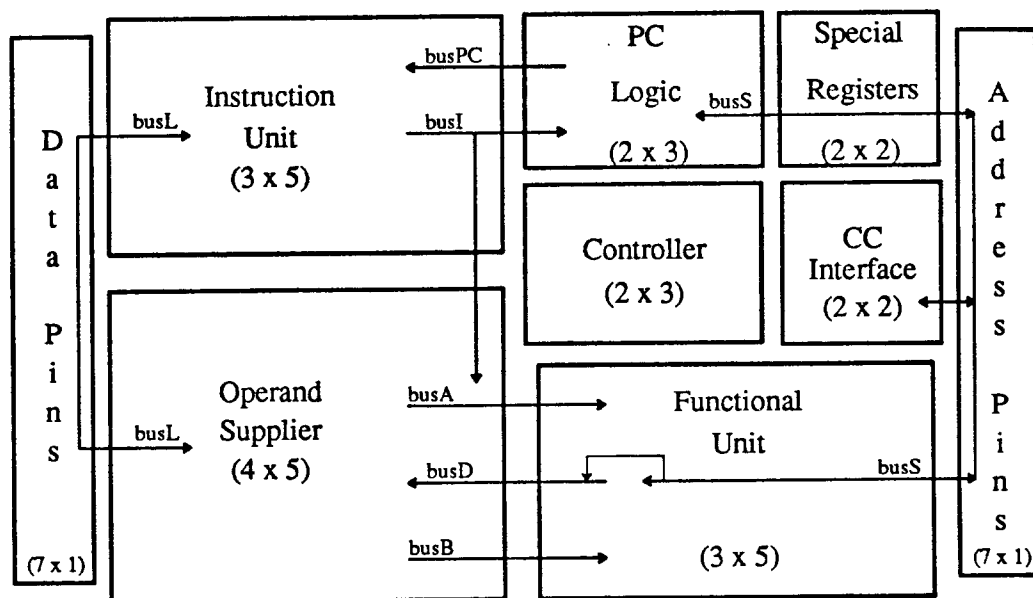 D
a
t
a
P
i
n
s
(7 x 1)
busL
Instruction
Unit
(3 x 5)
busPC
busI
PC
Logic
busS
(2 x 3)
Special
Registers
(2 x 2)
Controller
(2 x 3)
CC
Interface
(2 x 2)
busL
Operand
Supplier
(4 x 5)
busA
busD
busB
Functional
Unit
busS
(3 x 5)
A
d
d
r
e
s
s
P
i
n
s
(7 x 1)